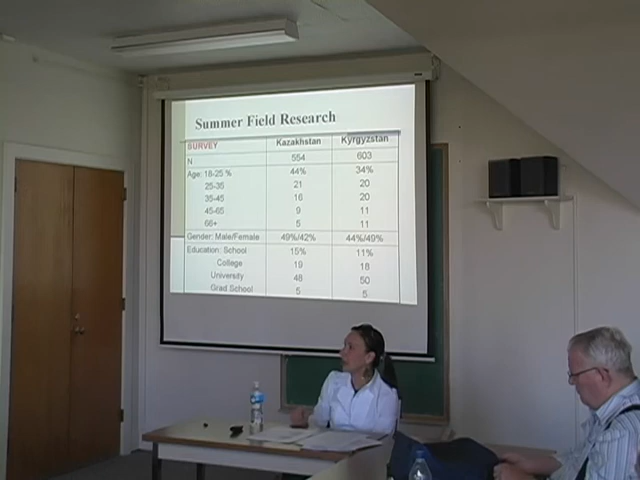 Summer Field Research
SURVEY Kazakhstan Kyrgyzstan
N 554 603
Age: 18-25 % 44% 34%
25-35 21 20
35-45 16 20
45-65 9 11
66+ 5 11
Gender: Male/Female 49%/42% 44%/49%
Education: School 15% 11%
College 19 18
University 48 50
Grad School 5 5